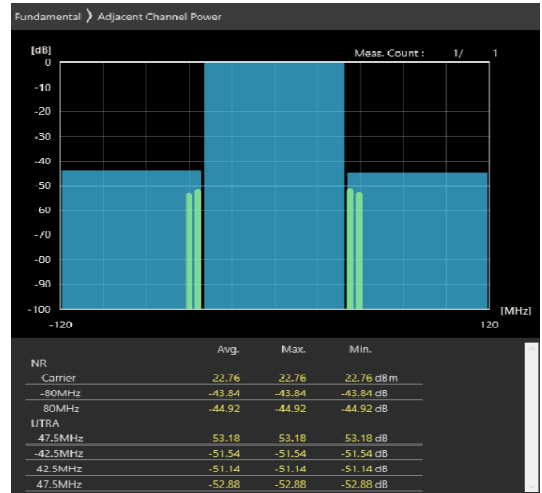 Fundamental ❯ Adjacent Channel Power
[dB]
Meas. Count : 1/ 1
0
-10
-20
-30
-40
-50
60
-70
-80
-90
-100
[MHz]
-120 120
Avg. Max. Min.
NR
Carrier 22.76 22.76 22.76 dBm
-80MHz -43.84 -43.84 -43.84 dB
80MHz -44.92 -44.92 -44.92 dB
UTRA
47.5MHz 53.18 53.18 53.18 dB
-42.5MHz -51.54 -51.54 -51.54 dB
42.5MHz -51.14 -51.14 -51.14 dB
47.5MHz -52.88 -52.88 -52.88 dB